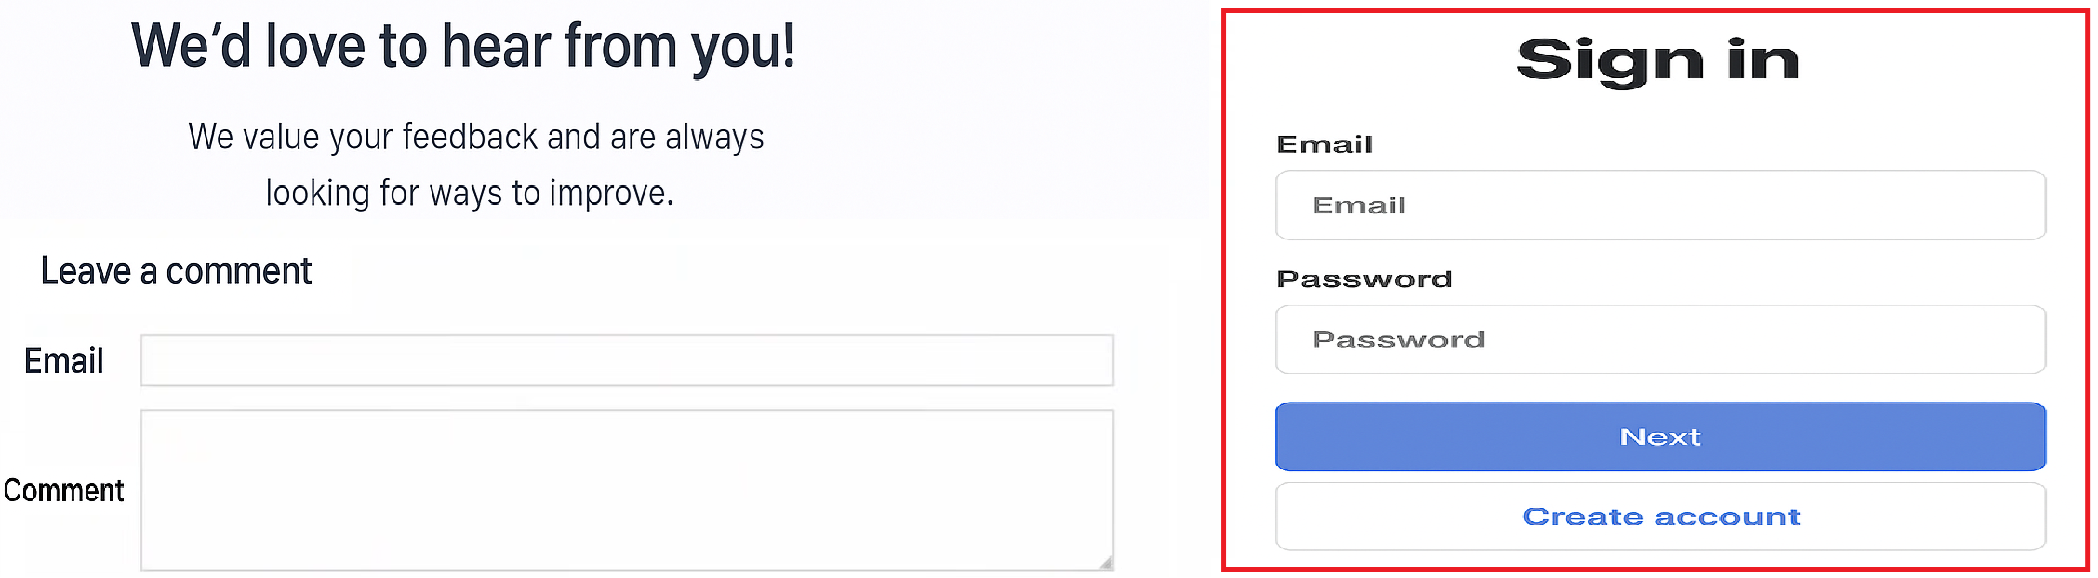 We’d love to hear from you!
We value your feedback and are always
looking for ways to improve.
Leave a comment
Email
Comment
Sign in
Email
Email
Password
Password
Next
Create account